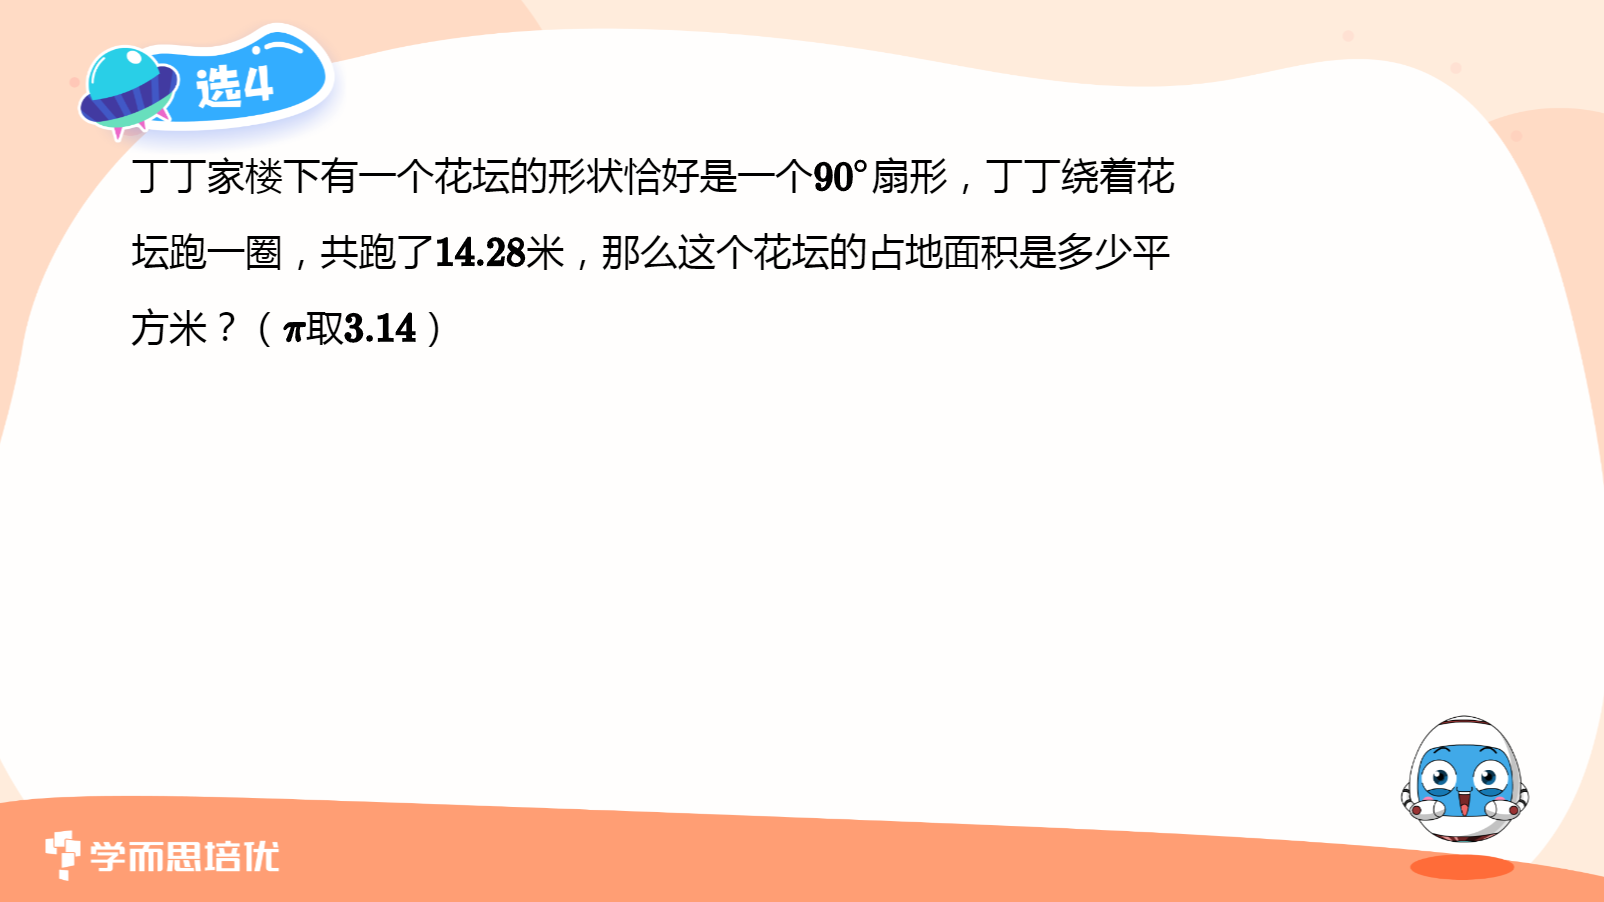 选4
丁丁家楼下有一个花坛的形状恰好是一个90°扇形，丁丁绕着花
坛跑一圈，共跑了14.28米，那么这个花坛的占地面积是多少平
方米？（π取3.14）
学而思培优